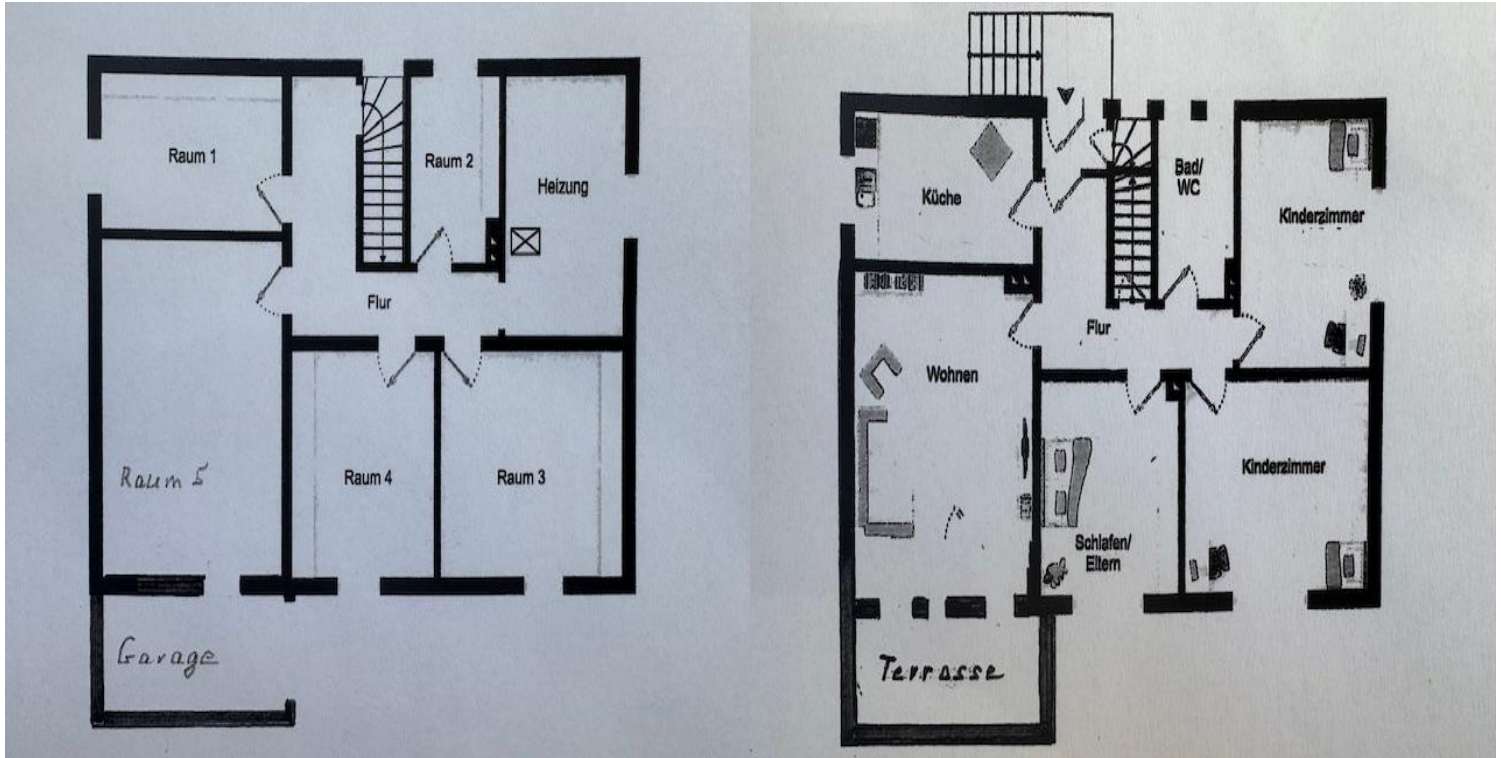 Raum 1
Raum 2
Heizung
Flur
Raum 5
Raum 4
Raum 3
Garage
Küche
Bad/
WC
Kinderzimmer
Flur
Wohnen
Kinderzimmer
Schlafen/
Eltern
Terrasse